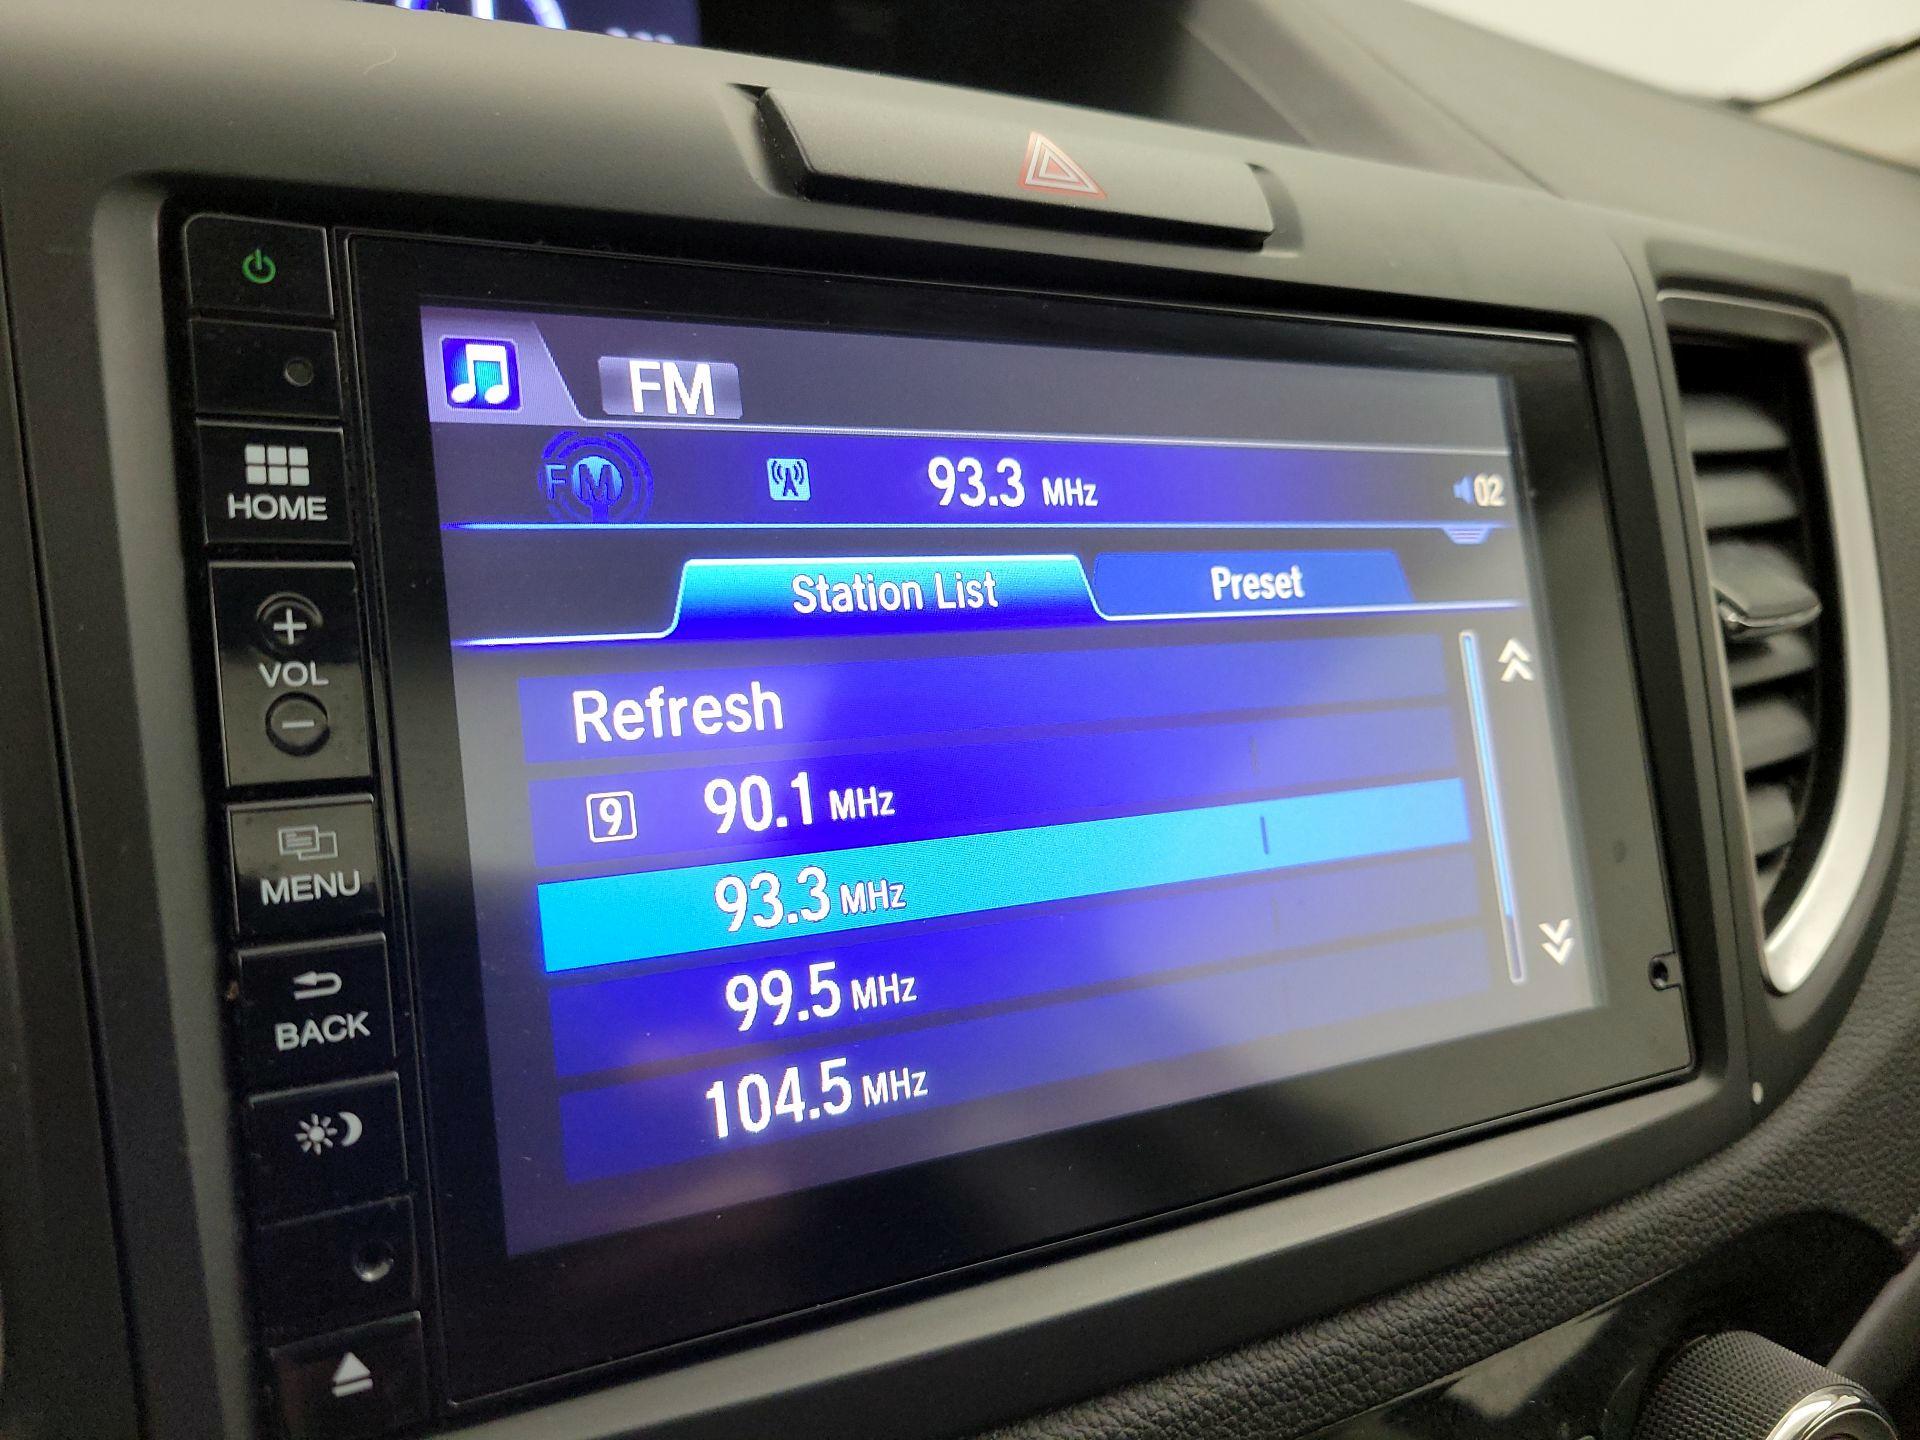 FM
FM
93.3 MHz
02
Station List
Preset
Refresh
9 90.1 MHz
93.3 MHz
99.5 MHz
104.5 MHz
HOME
+
VOL
−
MENU
BACK